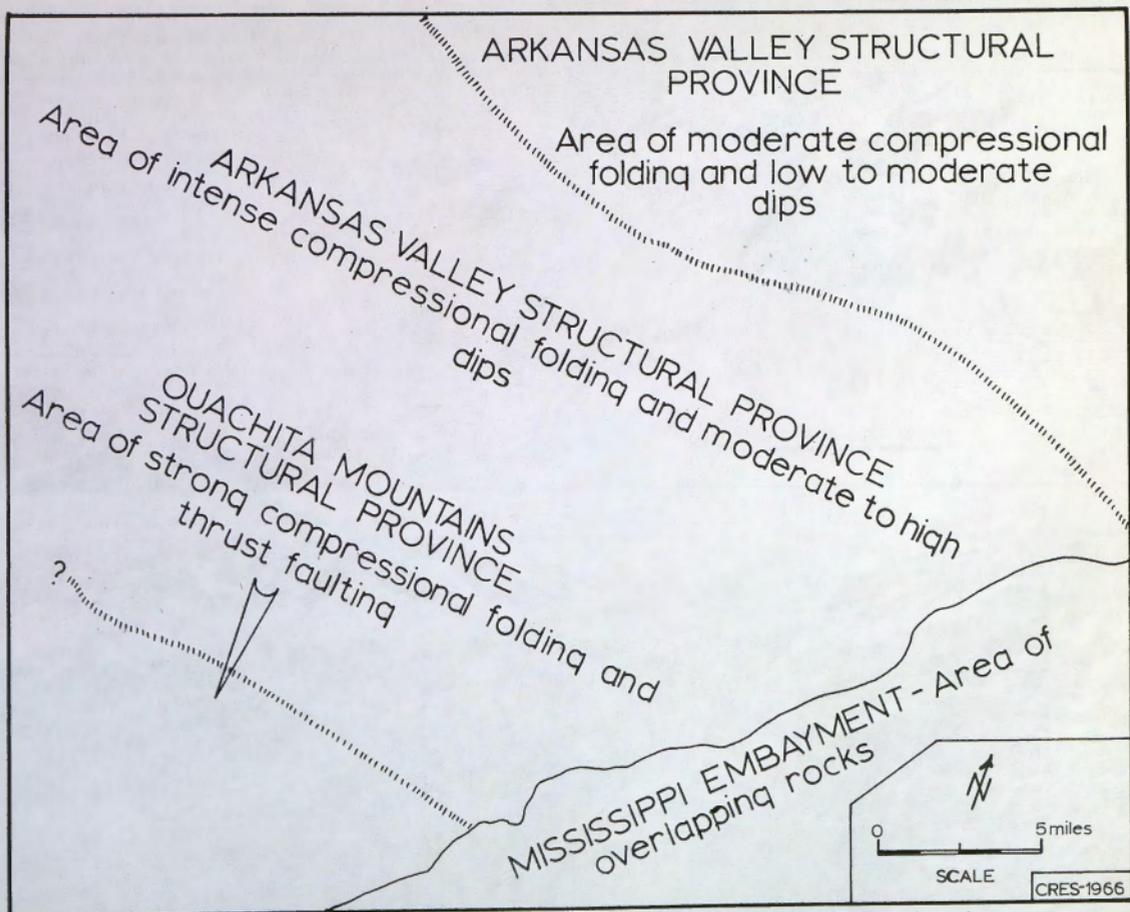 ARKANSAS VALLEY STRUCTURAL
PROVINCE
Area of moderate compressional
folding and low to moderate
dips
ARKANSAS VALLEY STRUCTURAL PROVINCE
Area of intense compressional folding and moderate to high
dips
OUACHITA MOUNTAINS
STRUCTURAL PROVINCE
Area of strong compressional folding and
thrust faulting
?
MISSISSIPPI EMBAYMENT - Area of
overlapping rocks
N
0 5 miles
SCALE
CRES-1966